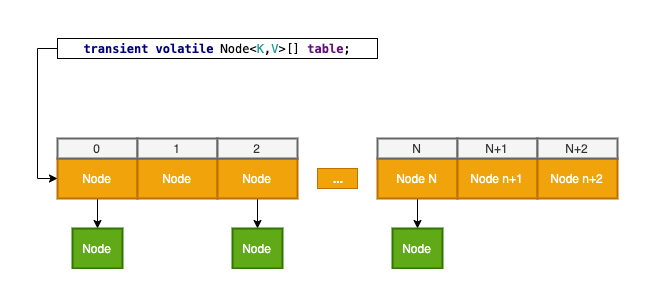 transient volatile Node<K,V>[] table;
0 1 2 N N+1 N+2
Node Node Node ... Node N Node n+1 Node n+2
Node Node Node